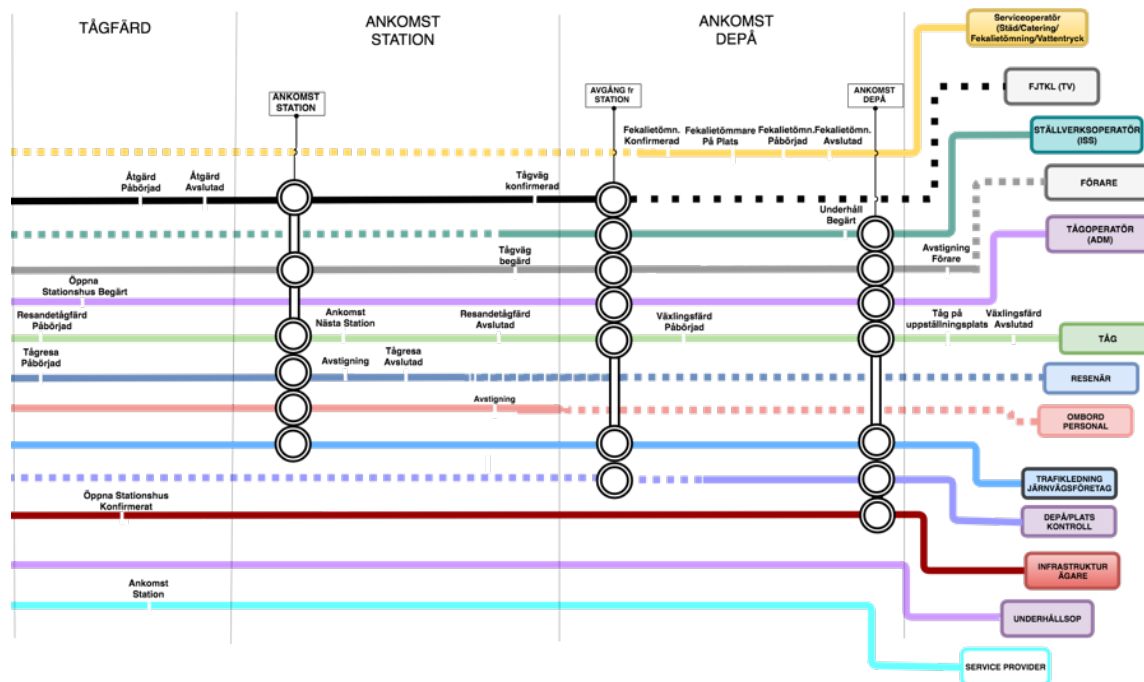 TÅGFÄRD
ANKOMST
STATION
ANKOMST
DEPÅ
Serviceoperatör
(Städ/Catering/
Fekalietömning/Vattentryck
FJTKL (TV)
STÄLLVERKSOPERATÖR
(ISS)
FÖRARE
TÅGOPERATÖR
(ADM)
TÅG
RESENÄR
OMBORD
PERSONAL
TRAFIKLEDNING
JÄRNVÄGSFÖRETAG
DEPÅ/PLATS
KONTROLL
INFRASTRUKTUR
ÄGARE
UNDERHÅLLSOP
SERVICE PROVIDER
ANKOMST
STATION
AVGÅNG fr
STATION
ANKOMST
DEPÅ
Fekalietömn.
Konfirmerad
Fekalietömmare
På Plats
Fekalietömn.
Påbörjad
Fekalietömn.
Avslutad
Åtgärd
Påbörjad
Åtgärd
Avslutad
Tågväg
konfirmerad
Underhåll
Begärt
Tågväg
begärd
Avstigning
Förare
Öppna
Stationshus Begärt
Resandetågfärd
Påbörjad
Ankomst
Nästa Station
Resandetågfärd
Avslutad
Växlingsfärd
Påbörjad
Tåg på
uppställningsplats
Växlingsfärd
Avslutad
Tågresa
Påbörjad
Avstigning
Tågresa
Avslutad
Avstigning
Öppna Stationshus
Konfirmerat
Ankomst
Station